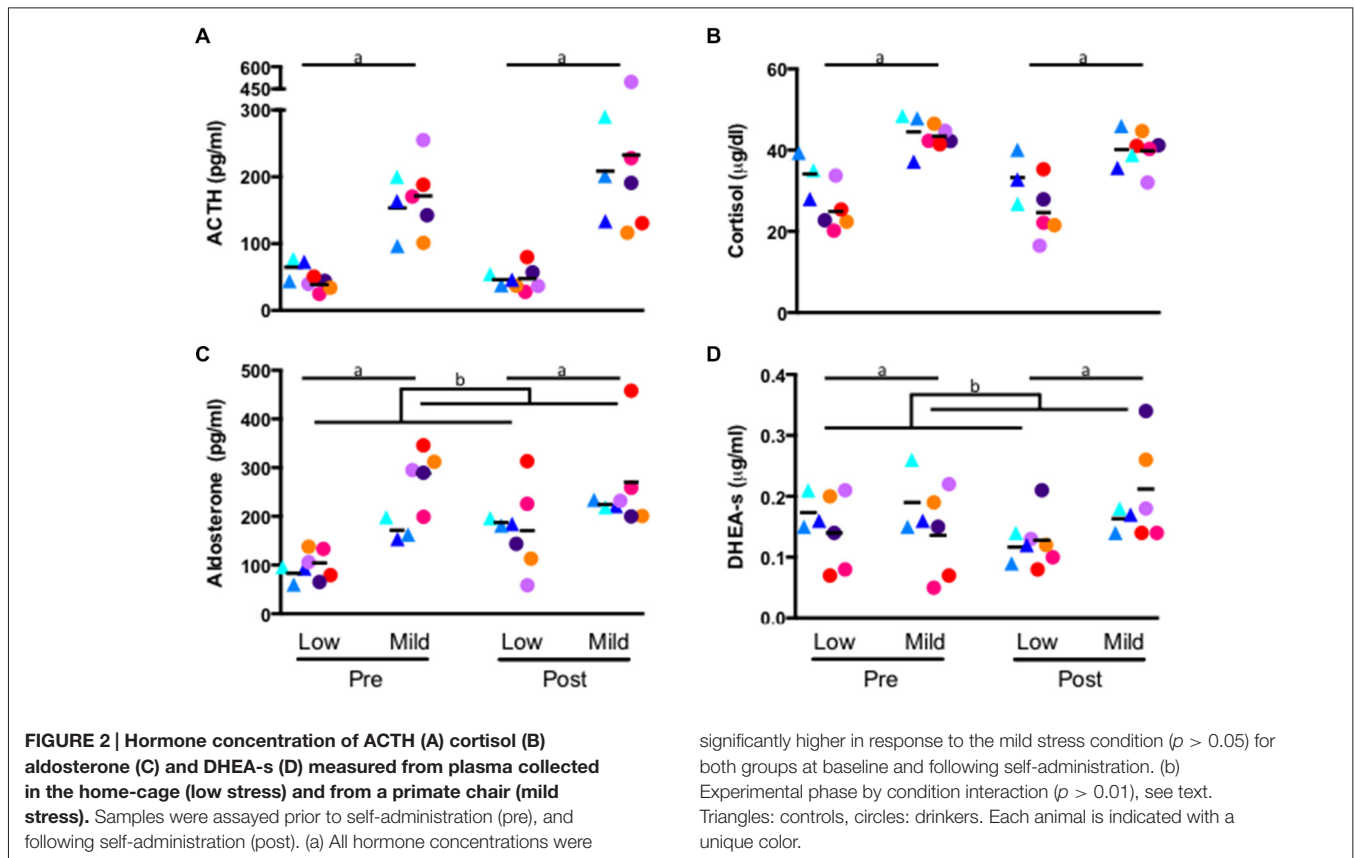 A
a
a
600
450
300
200
100
0
ACTH (pg/ml)
B
a
a
60
40
20
0
Cortisol (µg/dl)
C
a
a
b
500
400
300
200
100
0
Aldosterone (pg/ml)
Low Mild Low Mild
Pre Post
D
a
a
b
0.4
0.3
0.2
0.1
0.0
DHEA-s (µg/ml)
Low Mild Low Mild
Pre Post
FIGURE 2 | Hormone concentration of ACTH (A) cortisol (B)
aldosterone (C) and DHEA-s (D) measured from plasma collected
in the home-cage (low stress) and from a primate chair (mild
stress). Samples were assayed prior to self-administration (pre), and
following self-administration (post). (a) All hormone concentrations were
significantly higher in response to the mild stress condition (p > 0.05) for
both groups at baseline and following self-administration. (b)
Experimental phase by condition interaction (p > 0.01), see text.
Triangles: controls, circles: drinkers. Each animal is indicated with a
unique color.